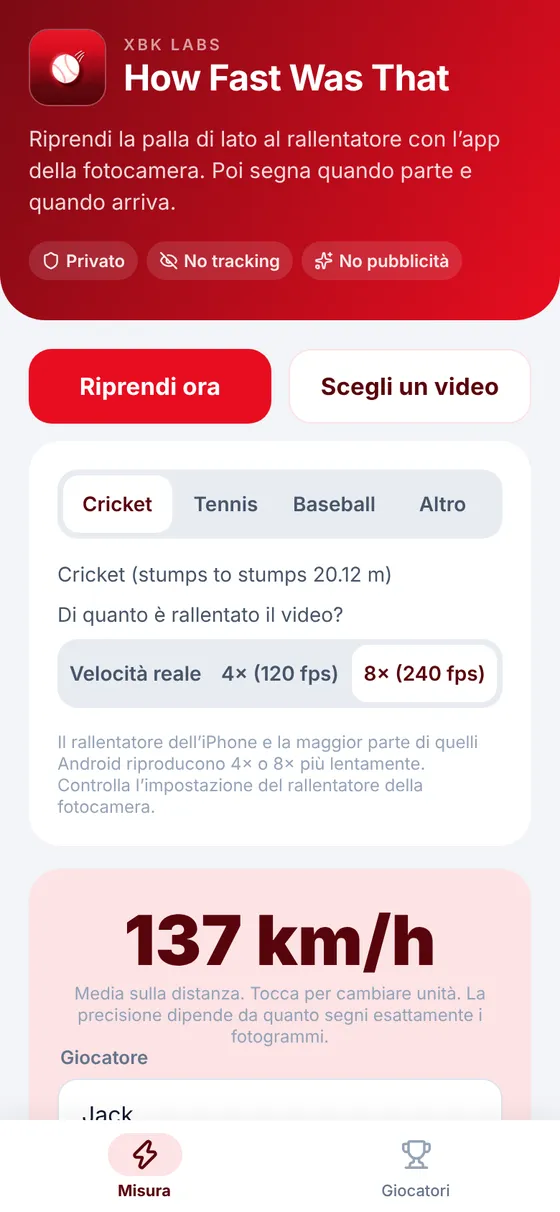 XBK LABS
How Fast Was That
Riprendi la palla di lato al rallentatore con l’app
della fotocamera. Poi segna quando parte e
quando arriva.
Privato
No tracking
No pubblicità
Riprendi ora
Scegli un video
Cricket
Tennis
Baseball
Altro
Cricket (stumps to stumps 20.12 m)
Di quanto è rallentato il video?
Velocità reale
4× (120 fps)
8× (240 fps)
Il rallentatore dell’iPhone e la maggior parte di quelli
Android riproducono 4× o 8× più lentamente.
Controlla l’impostazione del rallentatore della
fotocamera.
137 km/h
Media sulla distanza. Tocca per cambiare unità. La
precisione dipende da quanto segni esattamente i
fotogrammi.
Giocatore
Jack
Misura
Giocatori